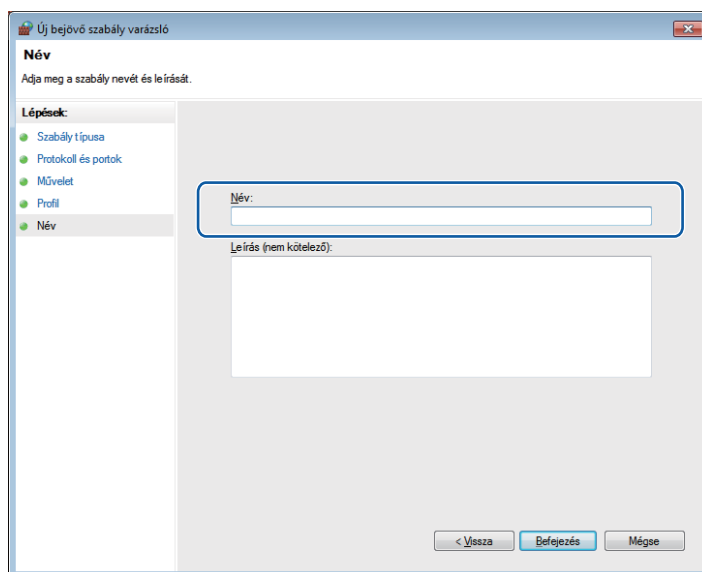 Új bejövő szabály varázsló
Név
Adja meg a szabály nevét és leírását.
Lépések:
Szabály típusa
Protokoll és portok
Művelet
Profil
Név
Név:
Leírás (nem kötelező):
< Vissza
Befejezés
Mégse